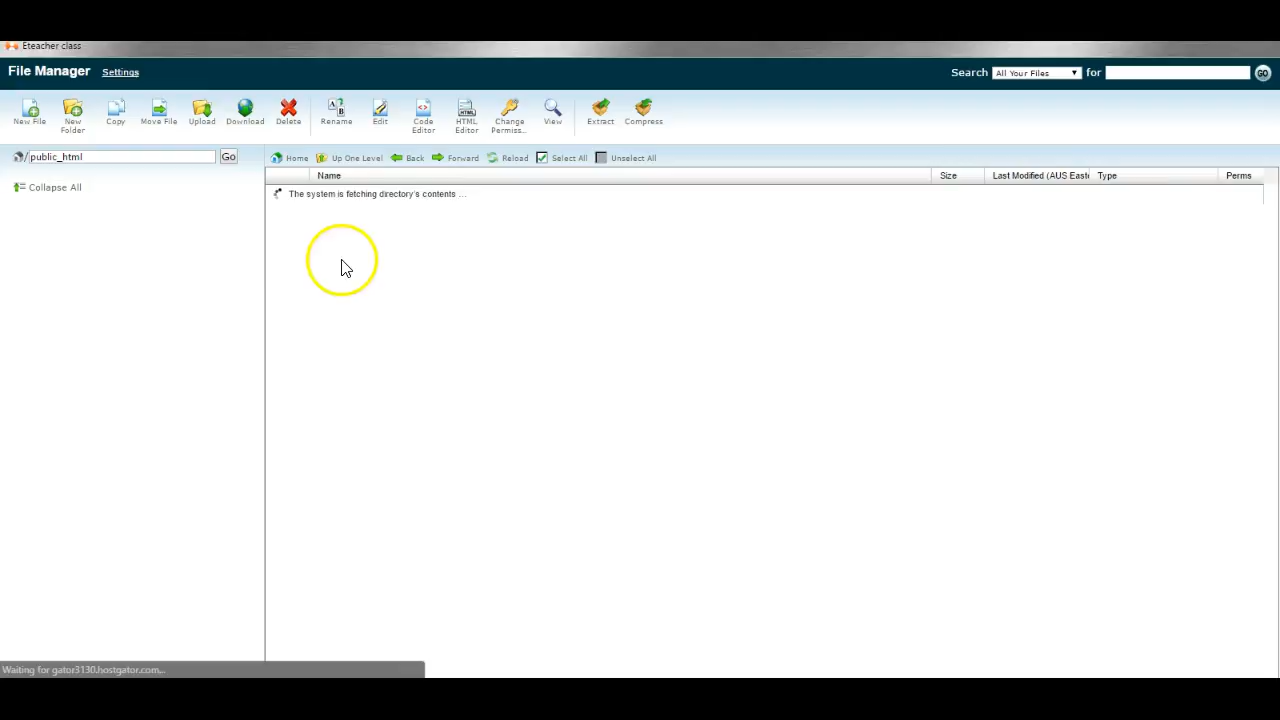 Eteacher class
File Manager Settings
Search All Your Files for GO
New File
New Folder
Copy
Move File
Upload
Download
Delete
Rename
Edit
Code Editor
HTML Editor
Change Permiss...
View
Extract
Compress
/public_html Go
Home Up One Level Back Forward Reload Select All Unselect All
Collapse All
Name Size Last Modified (AUS Easte Type Perms
The system is fetching directory's contents ...
Waiting for gator3130.hostgator.com...